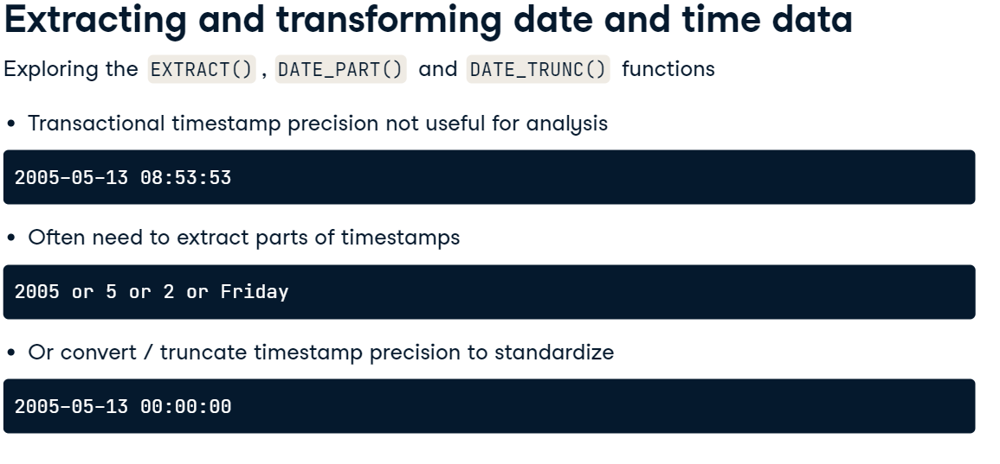 Extracting and transforming date and time data
Exploring the EXTRACT() , DATE_PART() and DATE_TRUNC() functions
• Transactional timestamp precision not useful for analysis
2005-05-13 08:53:53
• Often need to extract parts of timestamps
2005 or 5 or 2 or Friday
• Or convert / truncate timestamp precision to standardize
2005-05-13 00:00:00